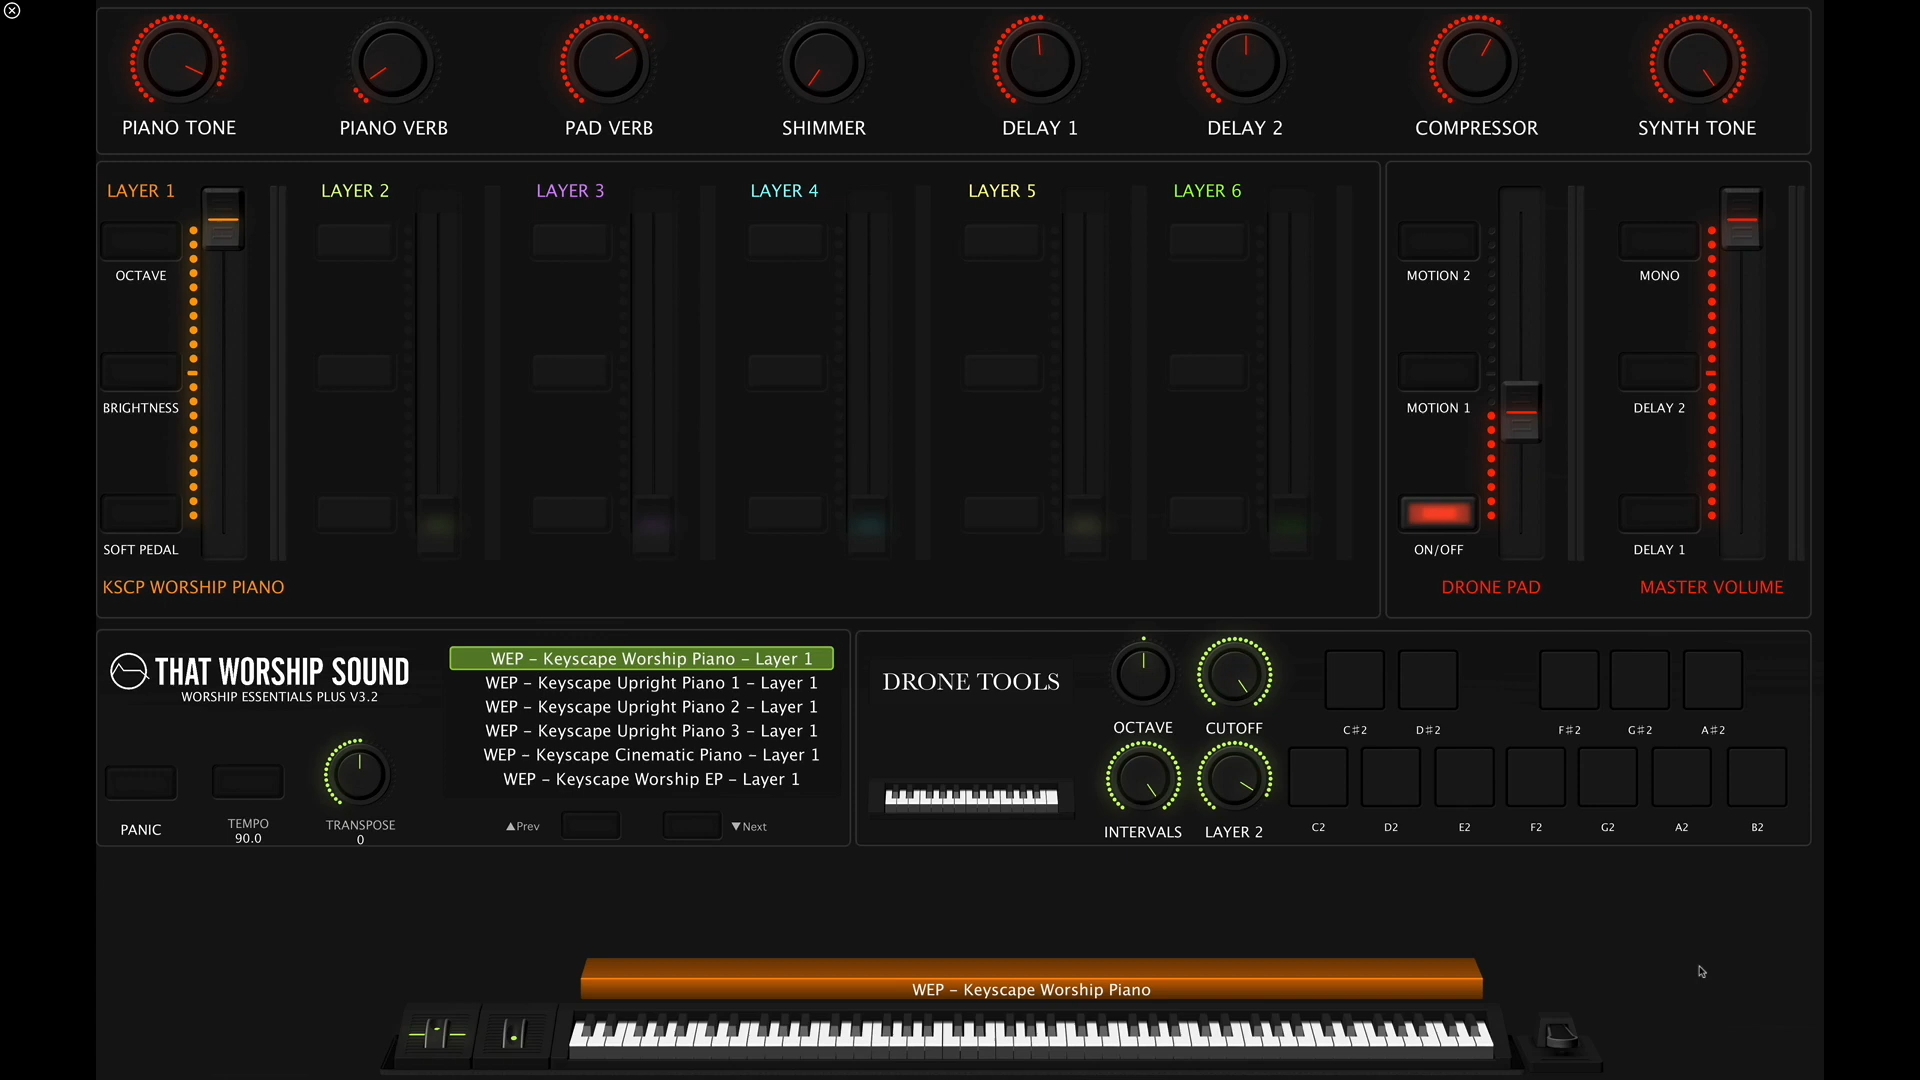 PIANO TONE
PIANO VERB
PAD VERB
SHIMMER
DELAY 1
DELAY 2
COMPRESSOR
SYNTH TONE
LAYER 1
LAYER 2
LAYER 3
LAYER 4
LAYER 5
LAYER 6
OCTAVE
BRIGHTNESS
SOFT PEDAL
KSCP WORSHIP PIANO
MOTION 2
MOTION 1
ON/OFF
DRONE PAD
MONO
DELAY 2
DELAY 1
MASTER VOLUME
THAT WORSHIP SOUND
WORSHIP ESSENTIALS PLUS V3.2
PANIC
TEMPO
90.0
TRANSPOSE
0
WEP – Keyscape Worship Piano – Layer 1
WEP – Keyscape Upright Piano 1 – Layer 1
WEP – Keyscape Upright Piano 2 – Layer 1
WEP – Keyscape Upright Piano 3 – Layer 1
WEP – Keyscape Cinematic Piano – Layer 1
WEP – Keyscape Worship EP – Layer 1
▲Prev
▼Next
DRONE TOOLS
OCTAVE
CUTOFF
INTERVALS
LAYER 2
C#2
D#2
F#2
G#2
A#2
C2
D2
E2
F2
G2
A2
B2
WEP – Keyscape Worship Piano